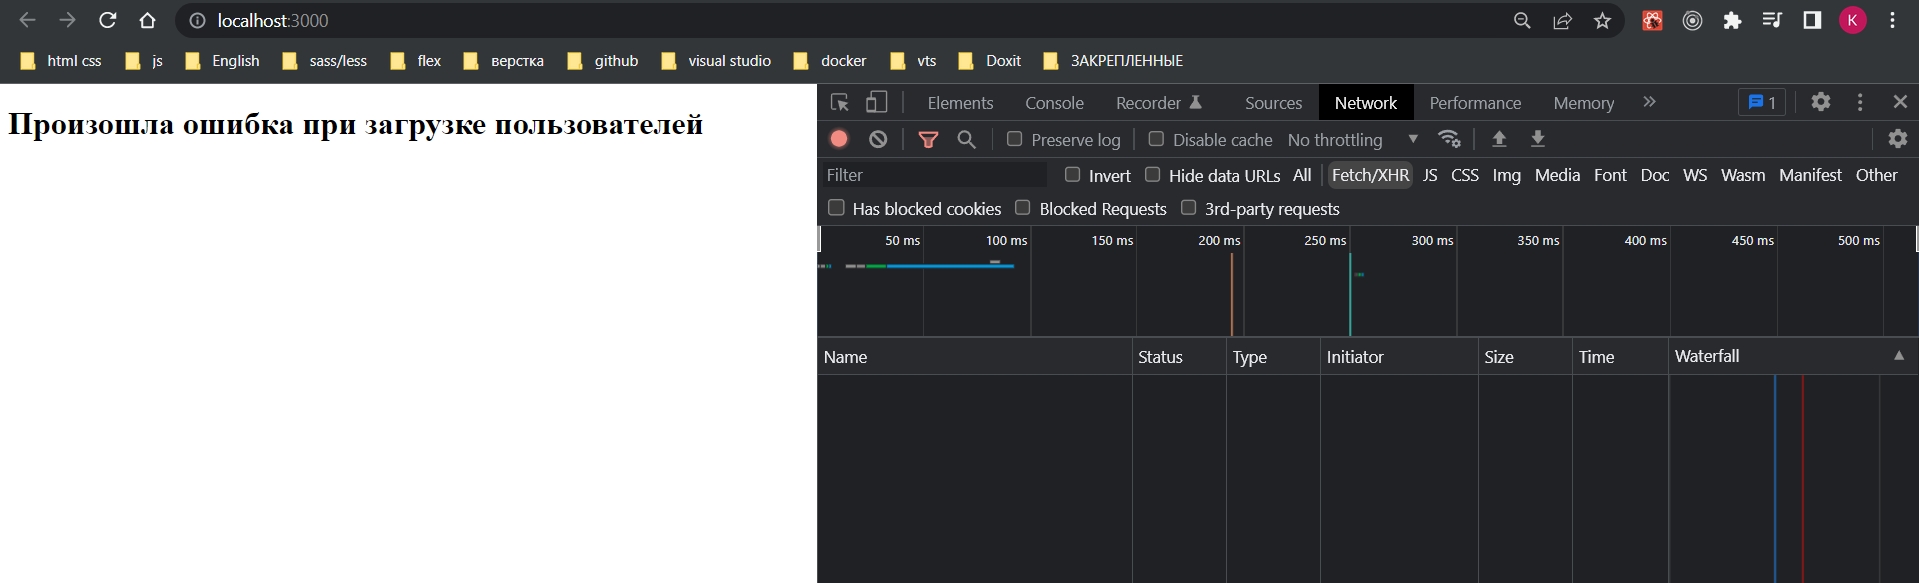 localhost:3000
K
html css
js
English
sass/less
flex
верстка
github
visual studio
docker
vts
Doxit
ЗАКРЕПЛЕННЫЕ
Произошла ошибка при загрузке пользователей
Elements Console Recorder Sources Network Performance Memory » 1
Preserve log Disable cache No throttling
Filter Invert Hide data URLs All Fetch/XHR JS CSS Img Media Font Doc WS Wasm Manifest Other
Has blocked cookies Blocked Requests 3rd-party requests
50 ms 100 ms 150 ms 200 ms 250 ms 300 ms 350 ms 400 ms 450 ms 500 ms
Name Status Type Initiator Size Time Waterfall